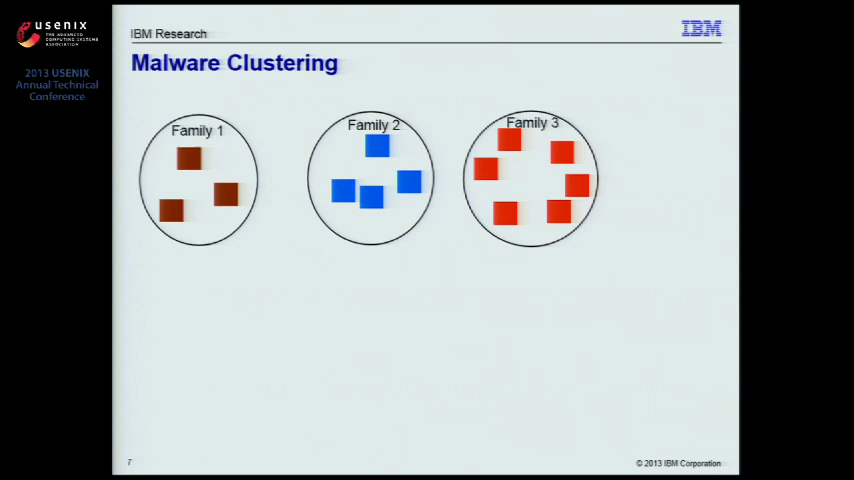 usenix
THE ADVANCED
COMPUTING SYSTEMS
ASSOCIATION
2013 USENIX
Annual Technical
Conference
IBM Research
IBM
Malware Clustering
Family 1
Family 2
Family 3
7
© 2013 IBM Corporation